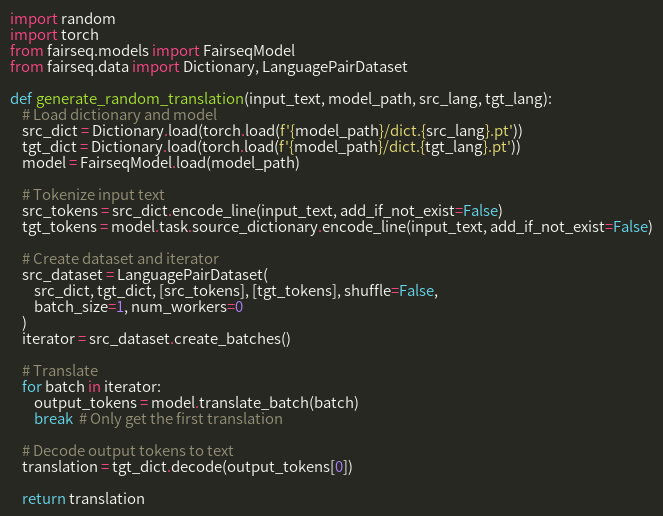 import random
import torch
from fairseq.models import FairseqModel
from fairseq.data import Dictionary, LanguagePairDataset

def generate_random_translation(input_text, model_path, src_lang, tgt_lang):
    # Load dictionary and model
    src_dict = Dictionary.load(torch.load(f'{model_path}/dict.{src_lang}.pt'))
    tgt_dict = Dictionary.load(torch.load(f'{model_path}/dict.{tgt_lang}.pt'))
    model = FairseqModel.load(model_path)

    # Tokenize input text
    src_tokens = src_dict.encode_line(input_text, add_if_not_exist=False)
    tgt_tokens = model.task.source_dictionary.encode_line(input_text, add_if_not_exist=False)

    # Create dataset and iterator
    src_dataset = LanguagePairDataset(
        src_dict, tgt_dict, [src_tokens], [tgt_tokens], shuffle=False,
        batch_size=1, num_workers=0
    )
    iterator = src_dataset.create_batches()

    # Translate
    for batch in iterator:
        output_tokens = model.translate_batch(batch)
        break  # Only get the first translation

    # Decode output tokens to text
    translation = tgt_dict.decode(output_tokens[0])

    return translation